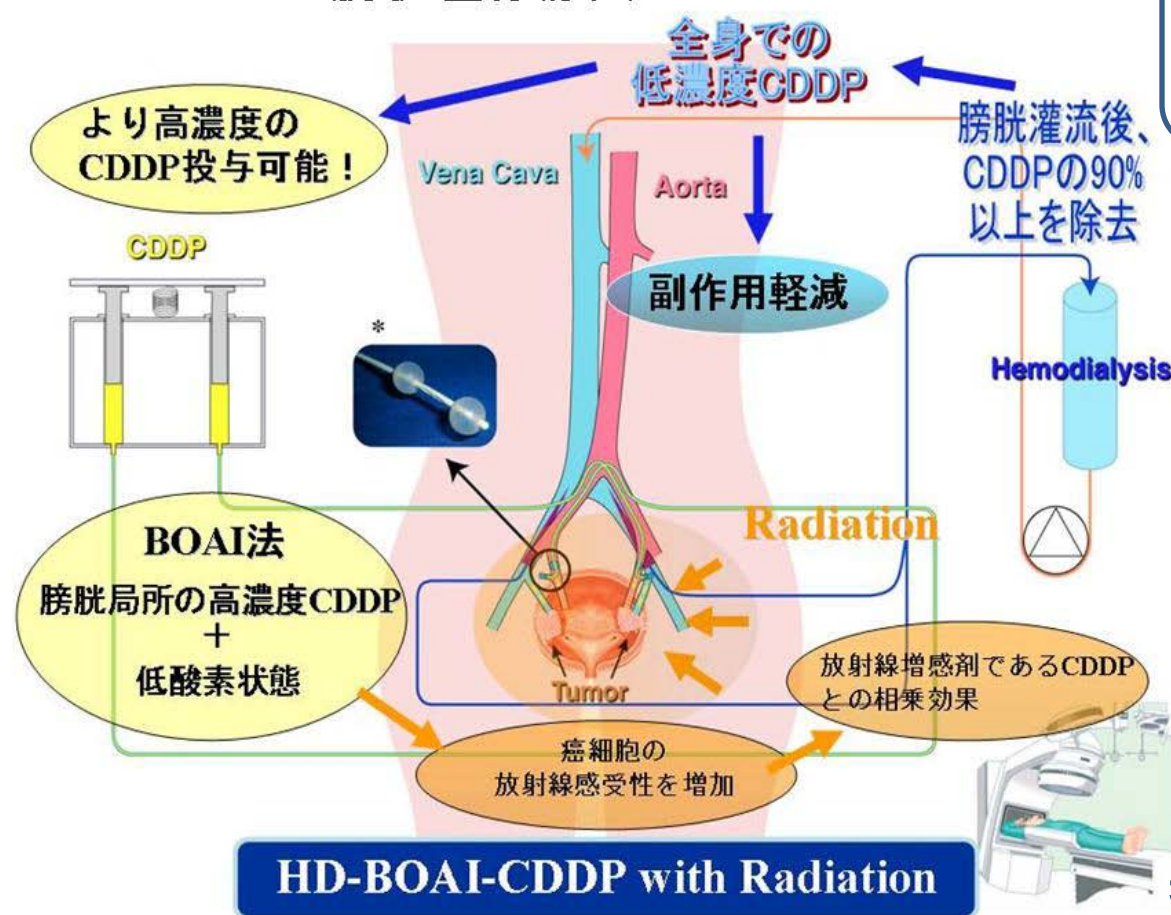 全身での
低濃度CDDP
より高濃度の
CDDP投与可能！
膀胱灌流後、
CDDPの90%
以上を除去
Vena Cava
Aorta
CDDP
副作用軽減
*
Hemodialysis
BOAI法
膀胱局所の高濃度CDDP
＋
低酸素状態
Radiation
Tumor
放射線増感剤であるCDDP
との相乗効果
癌細胞の
放射線感受性を増加
HD-BOAI-CDDP with Radiation